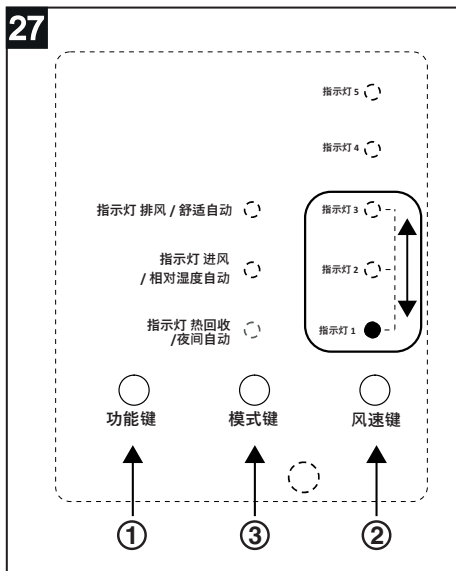 27
指示灯 5
指示灯 4
指示灯 排风 / 舒适自动
指示灯 3
指示灯 进风
/ 相对湿度自动
指示灯 2
指示灯 热回收
/夜间自动
指示灯 1
功能键
模式键
风速键
①
③
②